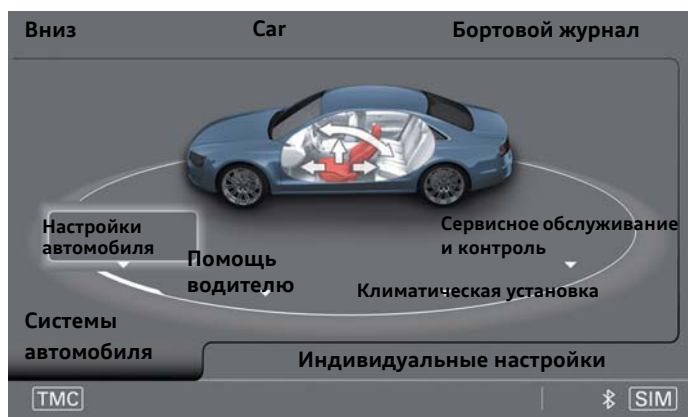 Вниз Car Бортовой журнал
Настройки
автомобиля
Помощь
водителю
Сервисное обслуживание
и контроль
Климатическая установка
Системы
автомобиля
Индивидуальные настройки
TMC SIM